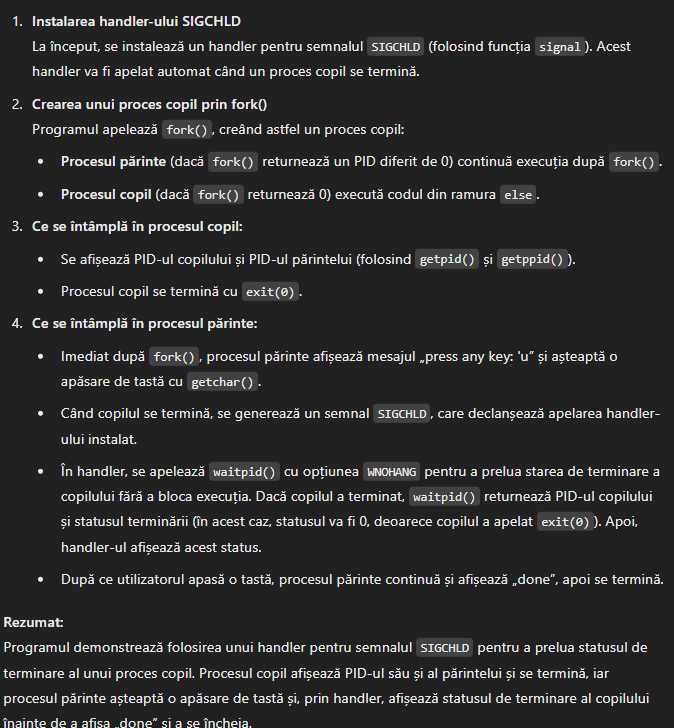 1. Instalarea handler-ului SIGCHLD
La început, se instalează un handler pentru semnalul SIGCHLD (folosind funcția signal). Acest
handler va fi apelat automat când un proces copil se termină.
2. Crearea unui proces copil prin fork()
Programul apelează fork(), creând astfel un proces copil:
• Procesul părinte (dacă fork() returnează un PID diferit de 0) continuă execuția după fork().
• Procesul copil (dacă fork() returnează 0) execută codul din ramura else.
3. Ce se întâmplă în procesul copil:
• Se afișează PID-ul copilului și PID-ul părintelui (folosind getpid() și getppid()).
• Procesul copil se termină cu exit(0).
4. Ce se întâmplă în procesul părinte:
• Imediat după fork(), procesul părinte afișează mesajul „press any key: 'u” și așteaptă o
apăsare de tastă cu getchar().
• Când copilul se termină, se generează un semnal SIGCHLD, care declanșează apelarea handler-
ului instalat.
• În handler, se apelează waitpid() cu opțiunea WNOHANG pentru a prelua starea de terminare a
copilului fără a bloca execuția. Dacă copilul a terminat, waitpid() returnează PID-ul copilului
și statusul terminării (în acest caz, statusul va fi 0, deoarece copilul a apelat exit(0)). Apoi,
handler-ul afișează acest status.
• După ce utilizatorul apasă o tastă, procesul părinte continuă și afișează „done”, apoi se termină.
Rezumat:
Programul demonstrează folosirea unui handler pentru semnalul SIGCHLD pentru a prelua statusul de
terminare al unui proces copil. Procesul copil afișează PID-ul său și al părintelui și se termină, iar
procesul părinte așteaptă o apăsare de tastă și, prin handler, afișează statusul de terminare al copilului
înainte de a afișa „done” și a se încheia.